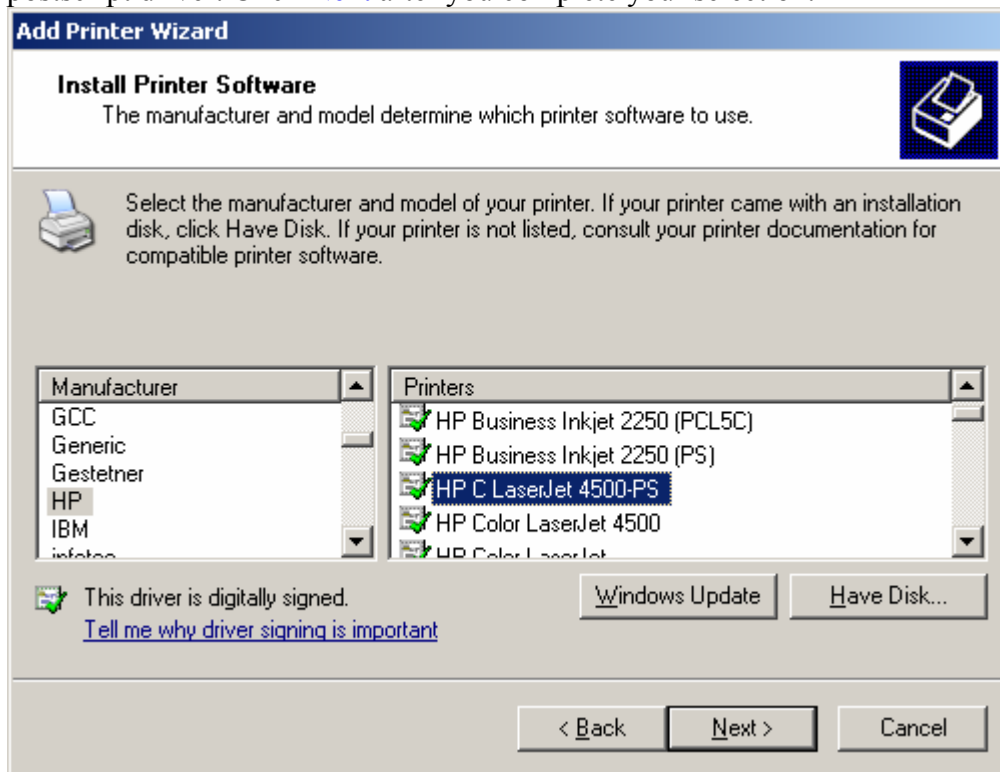 Add Printer Wizard
Install Printer Software
The manufacturer and model determine which printer software to use.
Select the manufacturer and model of your printer. If your printer came with an installation
disk, click Have Disk. If your printer is not listed, consult your printer documentation for
compatible printer software.
Manufacturer
GCC
Generic
Gestetner
HP
IBM
Printers
HP Business Inkjet 2250 (PCL5C)
HP Business Inkjet 2250 (PS)
HP C LaserJet 4500-PS
HP Color LaserJet 4500
HP Color LaserJet
This driver is digitally signed.
Tell me why driver signing is important
Windows Update
Have Disk...
< Back
Next >
Cancel